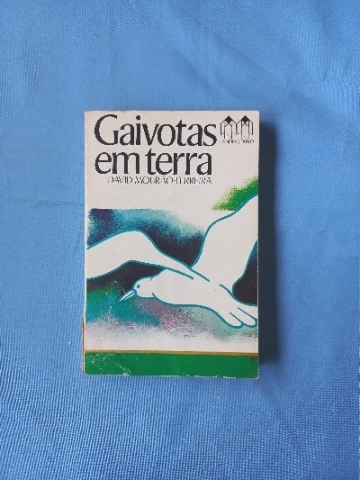 Gaivotas
em terra
DAVID MOURÃO-FERREIRA